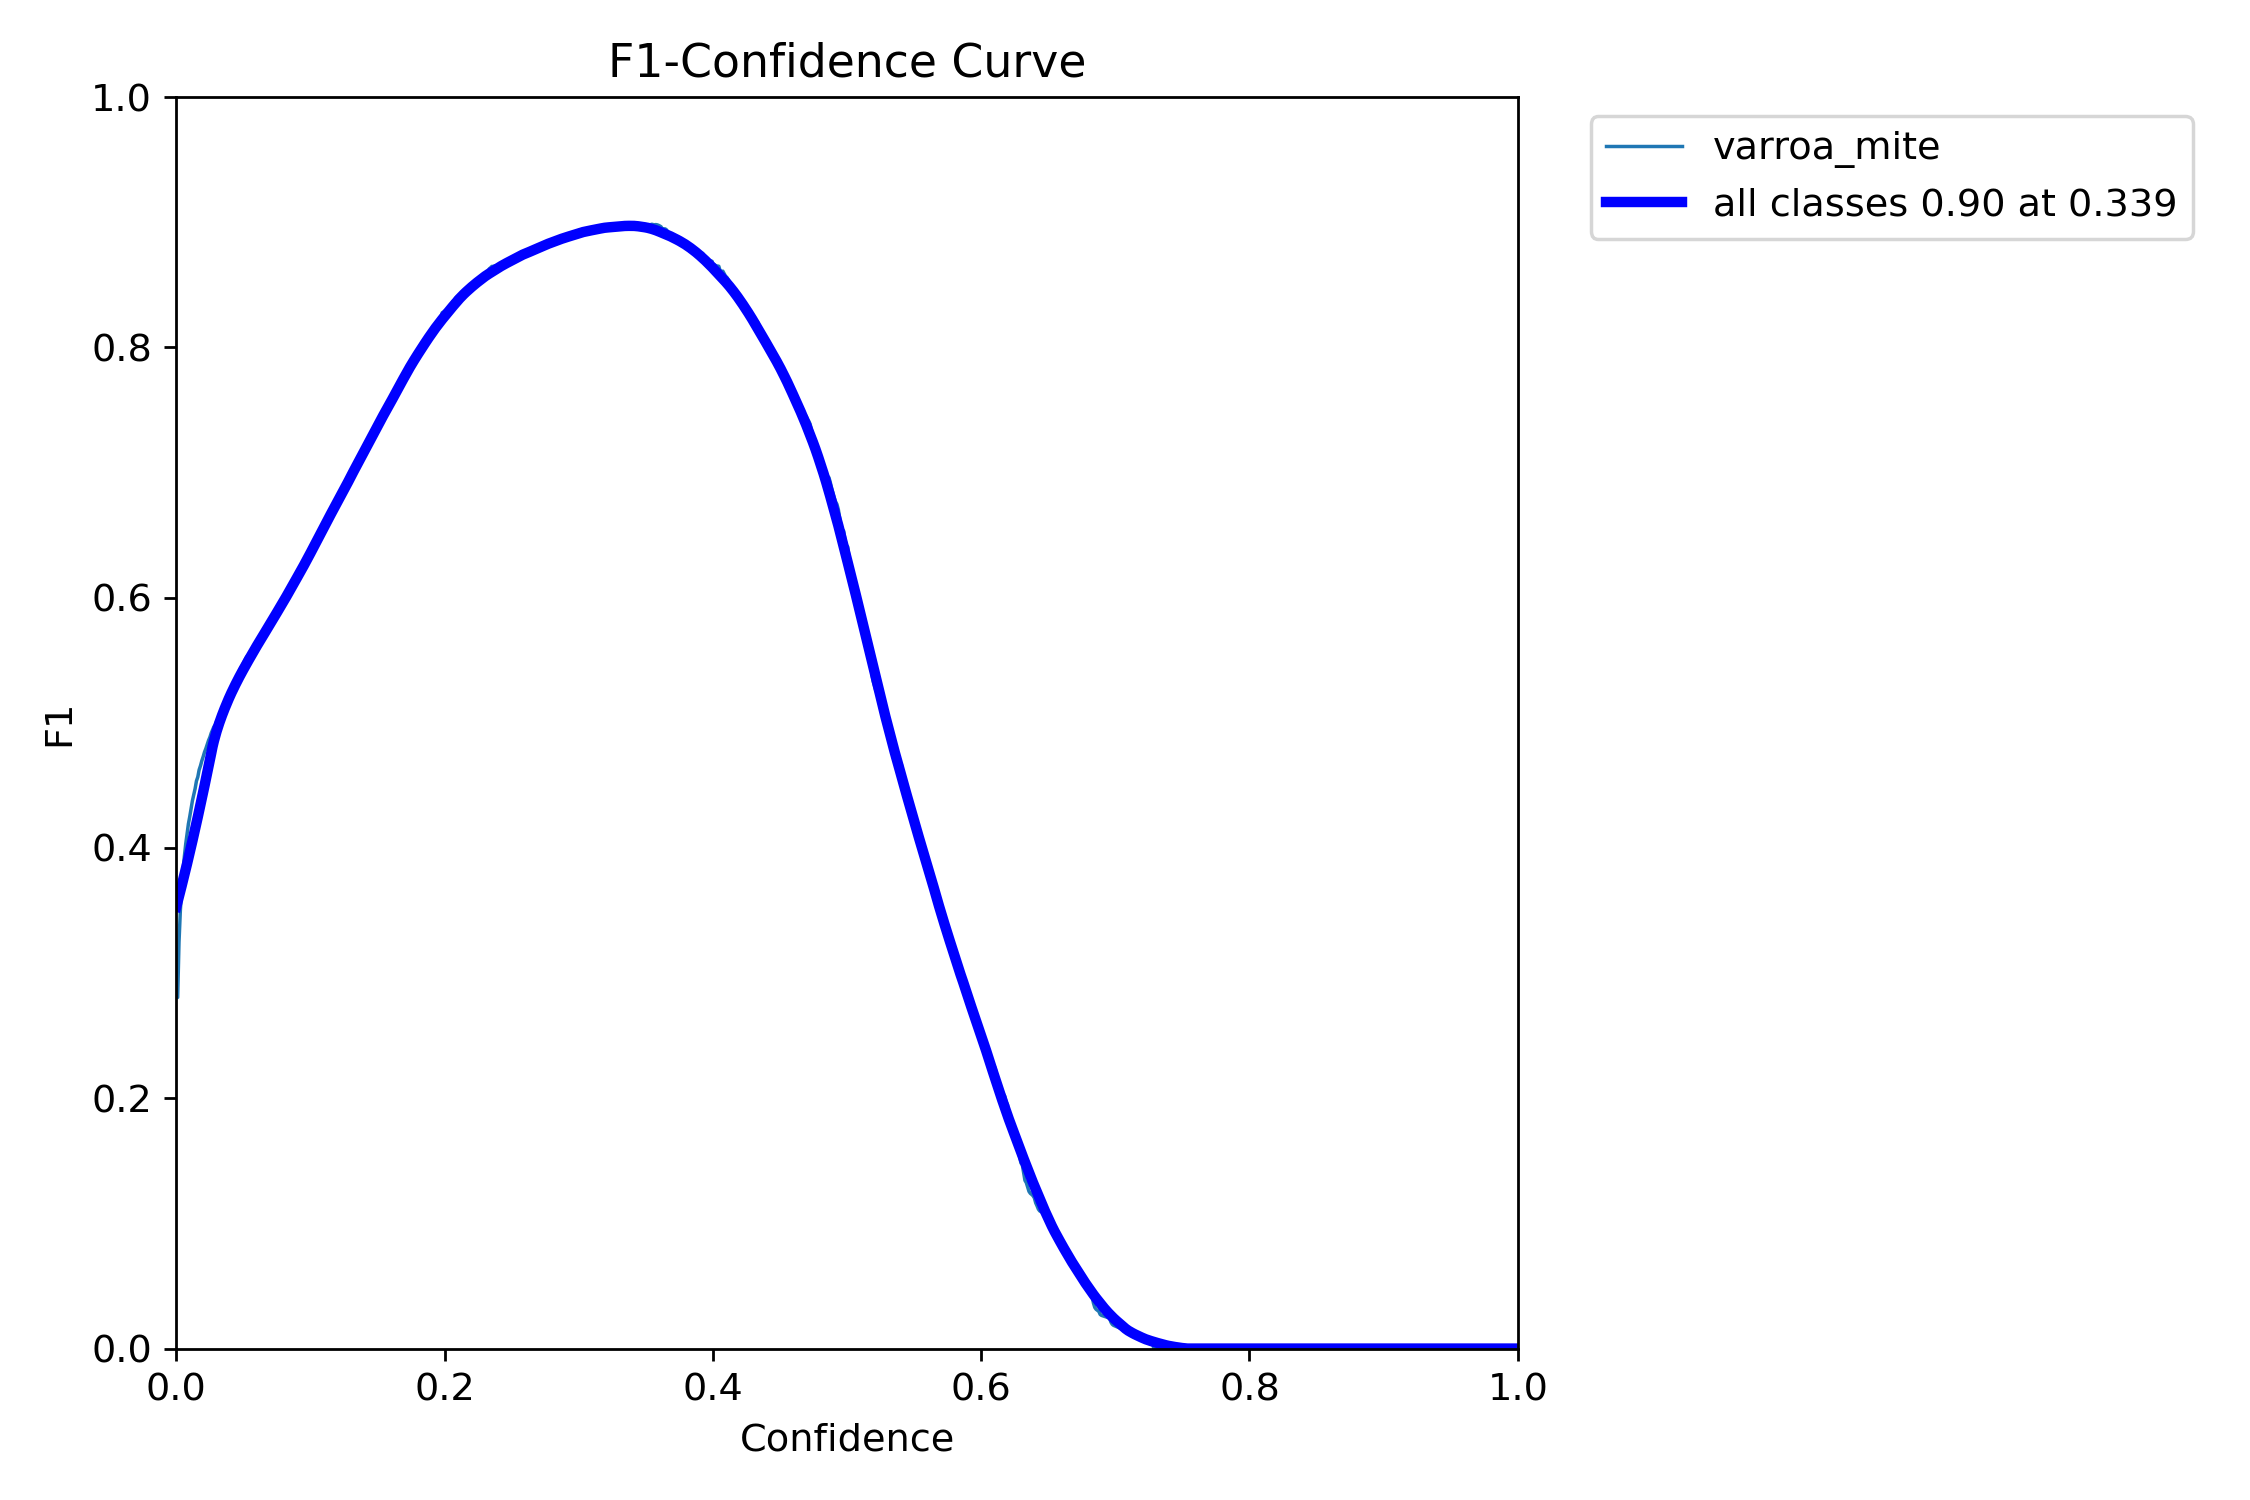 F1-Confidence Curve
varroa_mite
all classes 0.90 at 0.339
1.0
0.8
0.6
0.4
0.2
0.0
F1
0.0 0.2 0.4 0.6 0.8 1.0
Confidence